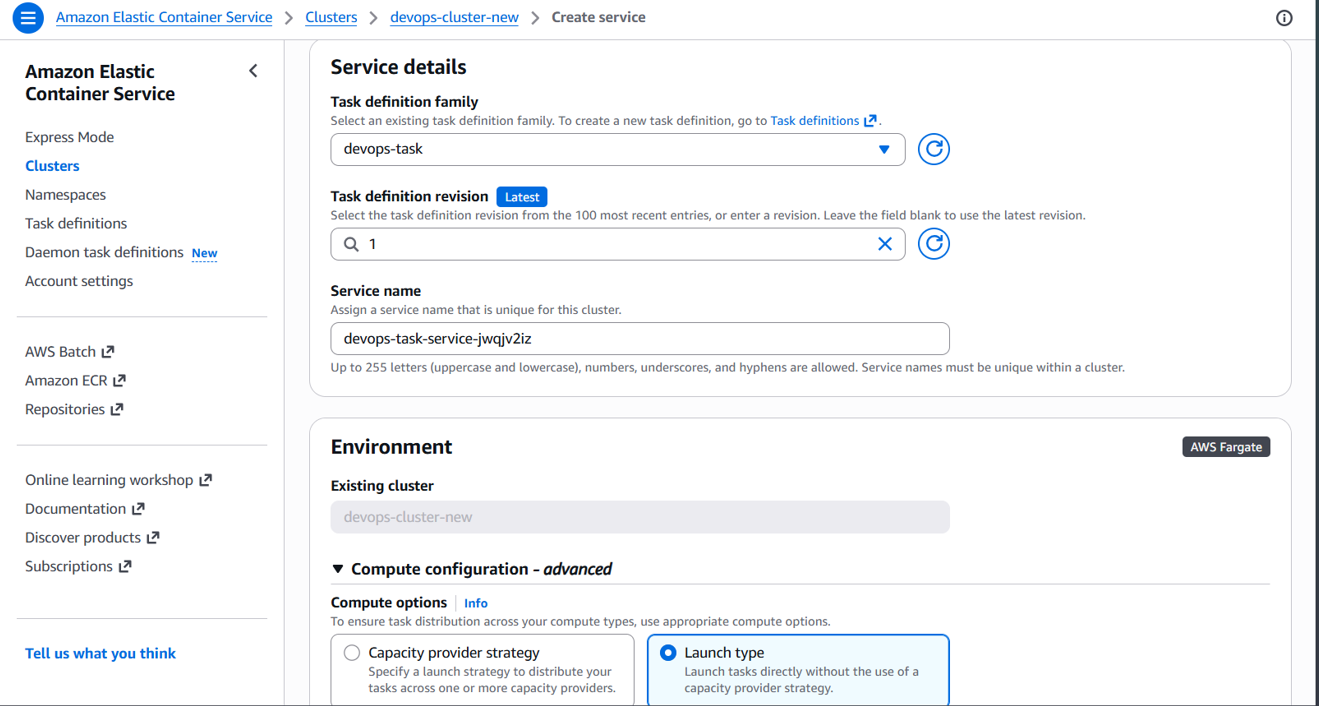 Amazon Elastic Container Service > Clusters > devops-cluster-new > Create service
Amazon Elastic
Container Service
Express Mode
Clusters
Namespaces
Task definitions
Daemon task definitions New
Account settings
AWS Batch
Amazon ECR
Repositories
Online learning workshop
Documentation
Discover products
Subscriptions
Tell us what you think
Service details
Task definition family
Select an existing task definition family. To create a new task definition, go to Task definitions.
devops-task
Task definition revision Latest
Select the task definition revision from the 100 most recent entries, or enter a revision. Leave the field blank to use the latest revision.
1
Service name
Assign a service name that is unique for this cluster.
devops-task-service-jwqjv2iz
Up to 255 letters (uppercase and lowercase), numbers, underscores, and hyphens are allowed. Service names must be unique within a cluster.
Environment
AWS Fargate
Existing cluster
devops-cluster-new
Compute configuration - advanced
Compute options Info
To ensure task distribution across your compute types, use appropriate compute options.
Capacity provider strategy
Specify a launch strategy to distribute your
tasks across one or more capacity providers.
Launch type
Launch tasks directly without the use of a
capacity provider strategy.